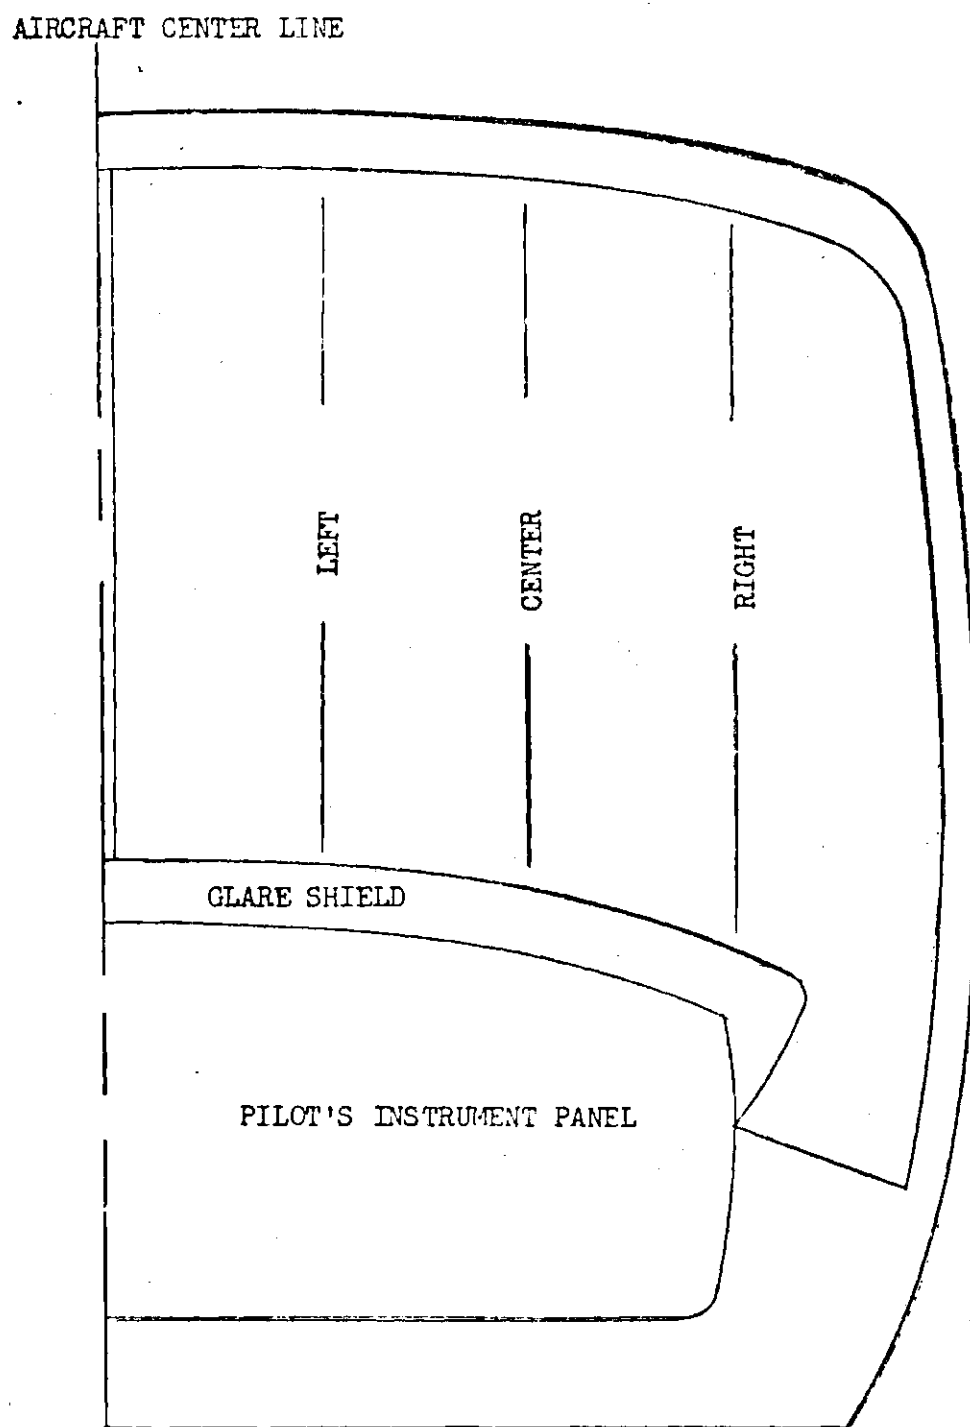 AIRCRAFT CENTER LINE
LEFT
CENTER
RIGHT
GLARE SHIELD
PILOT'S INSTRUMENT PANEL